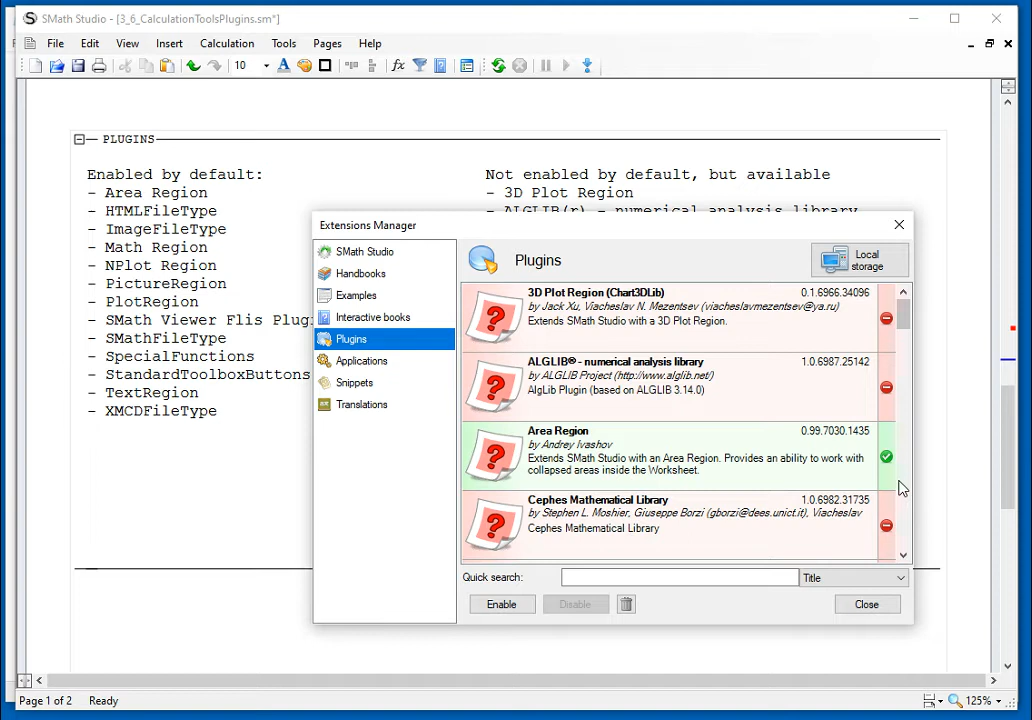 SMath Studio - [3_6_CalculationToolsPlugins.sm*]
File Edit View Insert Calculation Tools Pages Help
10
PLUGINS
Enabled by default:
- Area Region
- HTMLFileType
- ImageFileType
- Math Region
- NPlot Region
- PictureRegion
- PlotRegion
- SMath Viewer Flis Plug
- SMathFileType
- SpecialFunctions
- StandardToolboxButtons
- TextRegion
- XMCDFileType
Not enabled by default, but available
- 3D Plot Region
- ALGLIB(r) - numerical analysis library
Extensions Manager
SMath Studio
Handbooks
Examples
Interactive books
Plugins
Applications
Snippets
Translations
Plugins
Local storage
3D Plot Region (Chart3DLib) 0.1.6966.34096
by Jack Xu, Viacheslav N. Mezentsev (viacheslavmezentsev@ya.ru)
Extends SMath Studio with a 3D Plot Region.
ALGLIB® - numerical analysis library 1.0.6987.25142
by ALGLIB Project (http://www.alglib.net/)
AlgLib Plugin (based on ALGLIB 3.14.0)
Area Region 0.99.7030.1435
by Andrey Ivashov
Extends SMath Studio with an Area Region. Provides an ability to work with
collapsed areas inside the Worksheet.
Cephes Mathematical Library 1.0.6982.31735
by Stephen L. Moshier, Giuseppe Borzi (gborzi@dees.unict.it), Viacheslav
Cephes Mathematical Library
Quick search: Title
Enable Disable Close
Page 1 of 2 Ready 125%